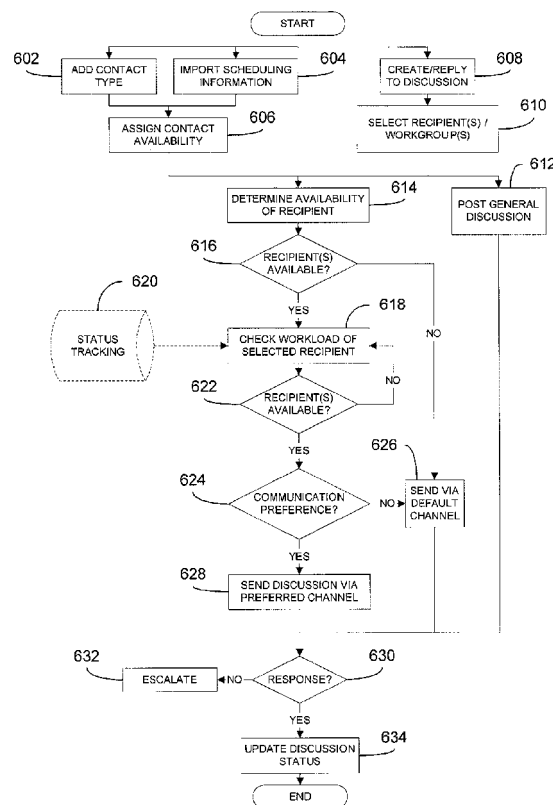 START
602
ADD CONTACT
TYPE
IMPORT SCHEDULING
INFORMATION
604
CREATE/REPLY
TO DISCUSSION
608
ASSIGN CONTACT
AVAILABILITY
606
SELECT RECIPIENT(S) /
WORKGROUP(S)
610
612
DETERMINE AVAILABILITY
OF RECIPIENT
614
POST GENERAL
DISCUSSION
616
RECIPIENT(S)
AVAILABLE?
YES
NO
620
STATUS
TRACKING
618
CHECK WORKLOAD OF
SELECTED RECIPIENT
NO
622
RECIPIENT(S)
AVAILABLE?
YES
624
COMMUNICATION
PREFERENCE?
NO
626
SEND VIA
DEFAULT
CHANNEL
YES
628
SEND DISCUSSION VIA
PREFERRED CHANNEL
632
ESCALATE
NO
RESPONSE?
630
YES
UPDATE DISCUSSION
STATUS
634
END